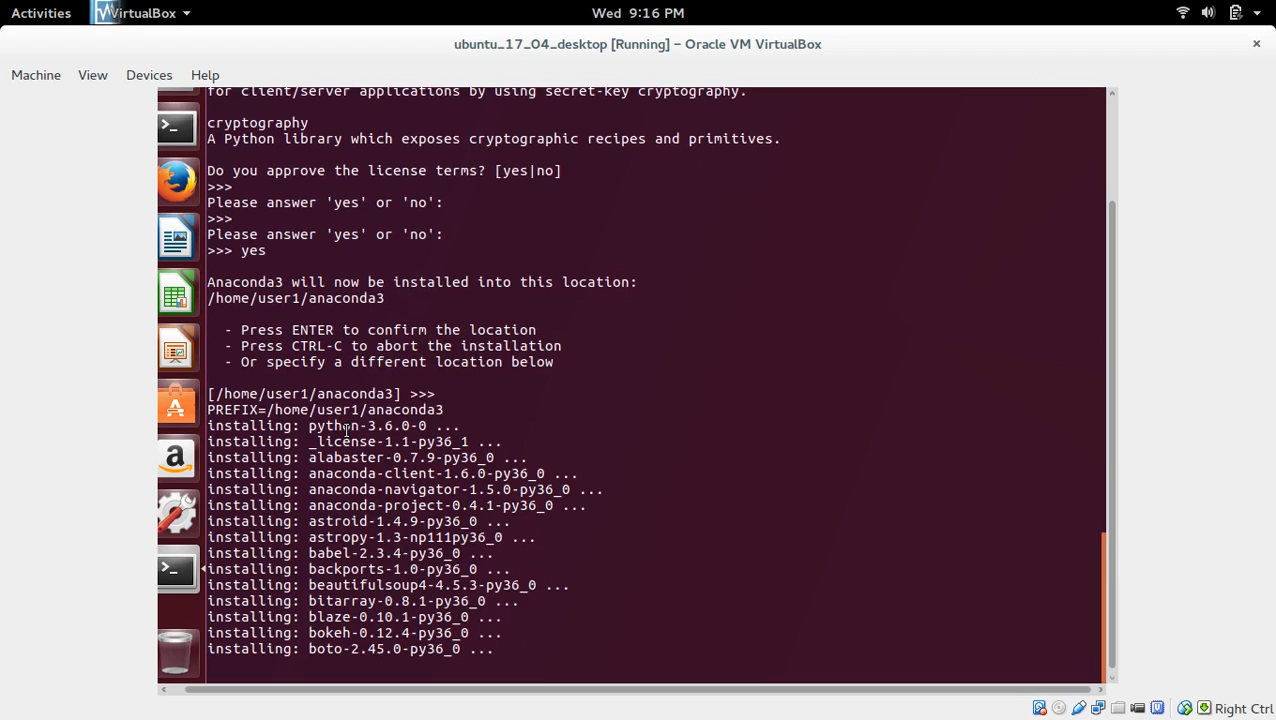 Activities
VirtualBox
Wed 9:16 PM
ubuntu_17_04_desktop [Running] – Oracle VM VirtualBox
Machine View Devices Help
for client/server applications by using secret-key cryptography.
cryptography
A Python library which exposes cryptographic recipes and primitives.
Do you approve the license terms? [yes|no]
>>>
Please answer 'yes' or 'no':
>>>
Please answer 'yes' or 'no':
>>> yes
Anaconda3 will now be installed into this location:
/home/user1/anaconda3
- Press ENTER to confirm the location
- Press CTRL-C to abort the installation
- Or specify a different location below
[/home/user1/anaconda3] >>>
PREFIX=/home/user1/anaconda3
installing: python-3.6.0-0 ...
installing: _license-1.1-py36_1 ...
installing: alabaster-0.7.9-py36_0 ...
installing: anaconda-client-1.6.0-py36_0 ...
installing: anaconda-navigator-1.5.0-py36_0 ...
installing: anaconda-project-0.4.1-py36_0 ...
installing: astroid-1.4.9-py36_0 ...
installing: astropy-1.3-np111py36_0 ...
installing: babel-2.3.4-py36_0 ...
installing: backports-1.0-py36_0 ...
installing: beautifulsoup4-4.5.3-py36_0 ...
installing: bitarray-0.8.1-py36_0 ...
installing: blaze-0.10.1-py36_0 ...
installing: bokeh-0.12.4-py36_0 ...
installing: boto-2.45.0-py36_0 ...
Right Ctrl